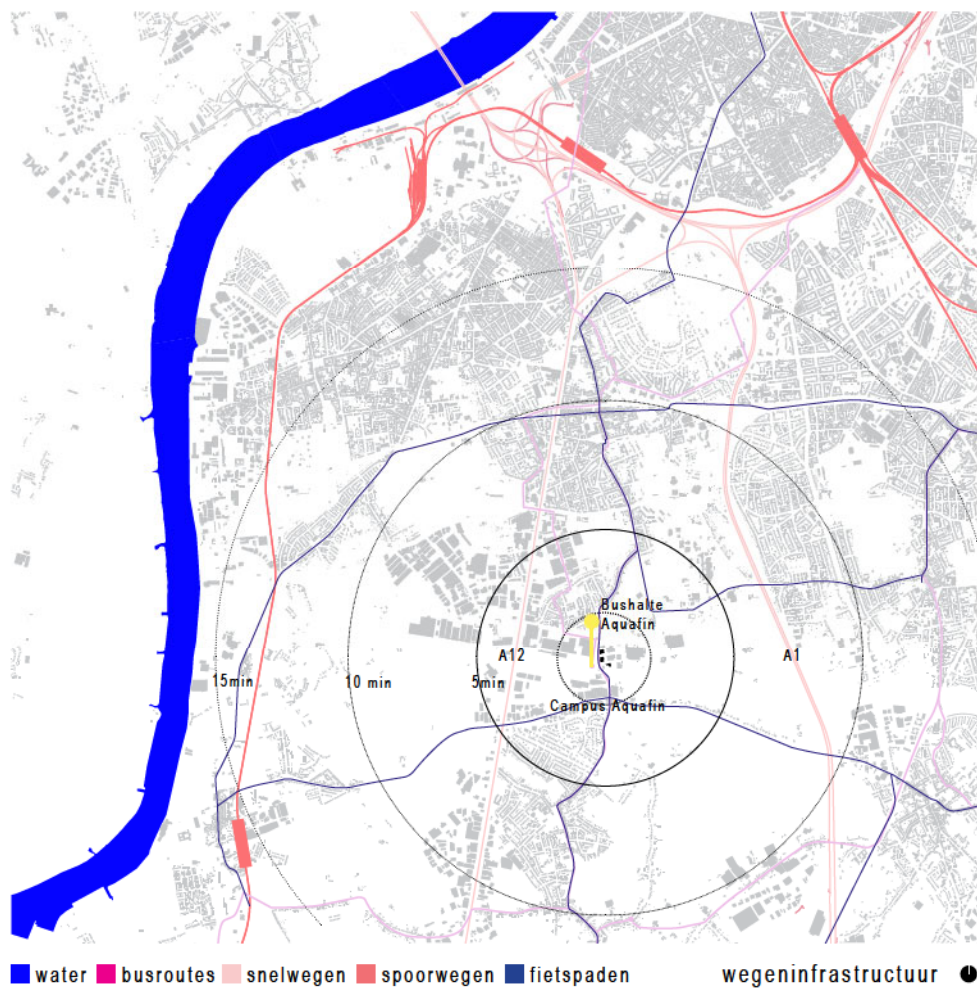 Bushalte
Aquafin
A12
A1
15min
10 min
5min
Campus Aquafin
water busroutes snelwegen spoorwegen fietspaden wegeninfrastructuur